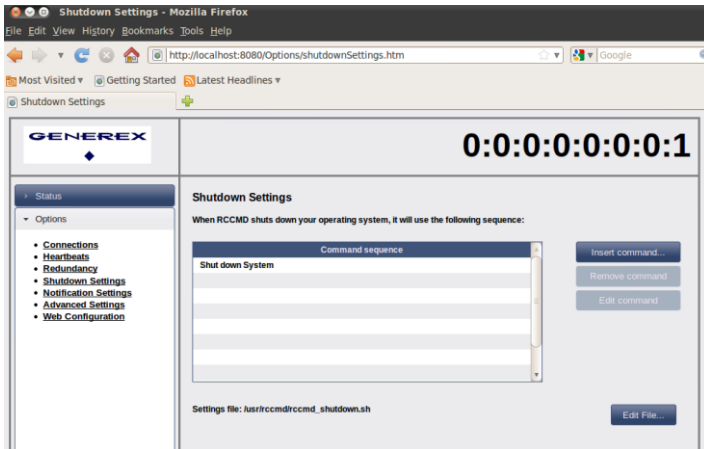 Shutdown Settings - Mozilla Firefox
File Edit View History Bookmarks Tools Help
http://localhost:8080/Options/shutdownSettings.htm
Google
Most Visited
Getting Started
Latest Headlines
Shutdown Settings
GENEREX
0:0:0:0:0:0:0:1
Status
Options
Connections
Heartbeats
Redundancy
Shutdown Settings
Notification Settings
Advanced Settings
Web Configuration
Shutdown Settings
When RCCMD shuts down your operating system, it will use the following sequence:
Command sequence
Shut down System
Insert command...
Remove command
Edit command
Settings file: /usr/rccmd/rccmd_shutdown.sh
Edit File...